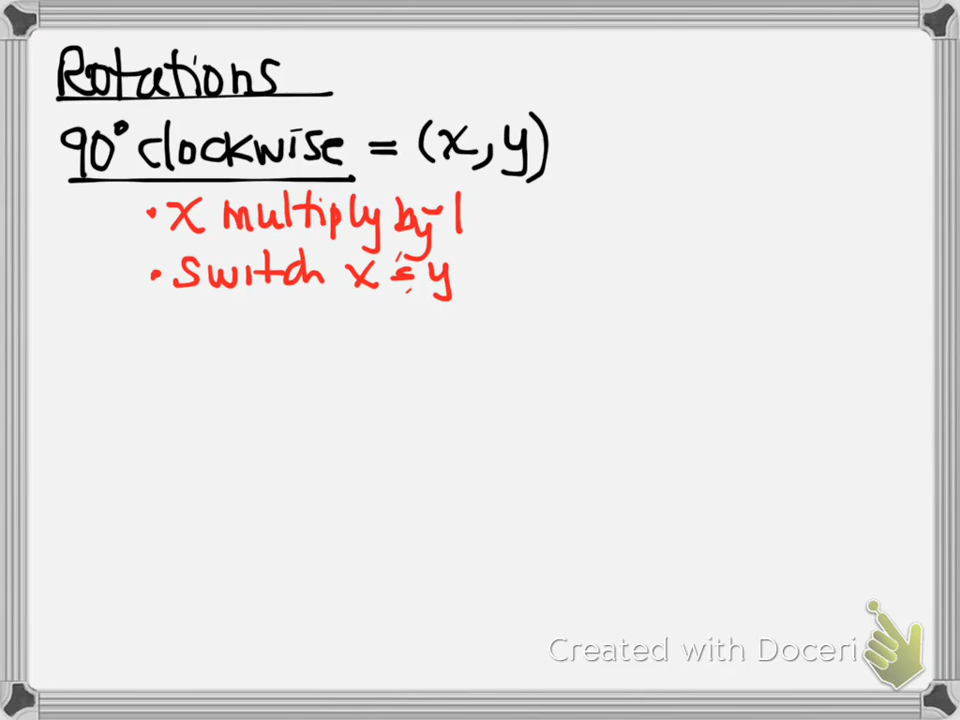 Rotations
90° clockwise = (x, y)
• x multiply by -1
• switch x & y
Created with Doceri